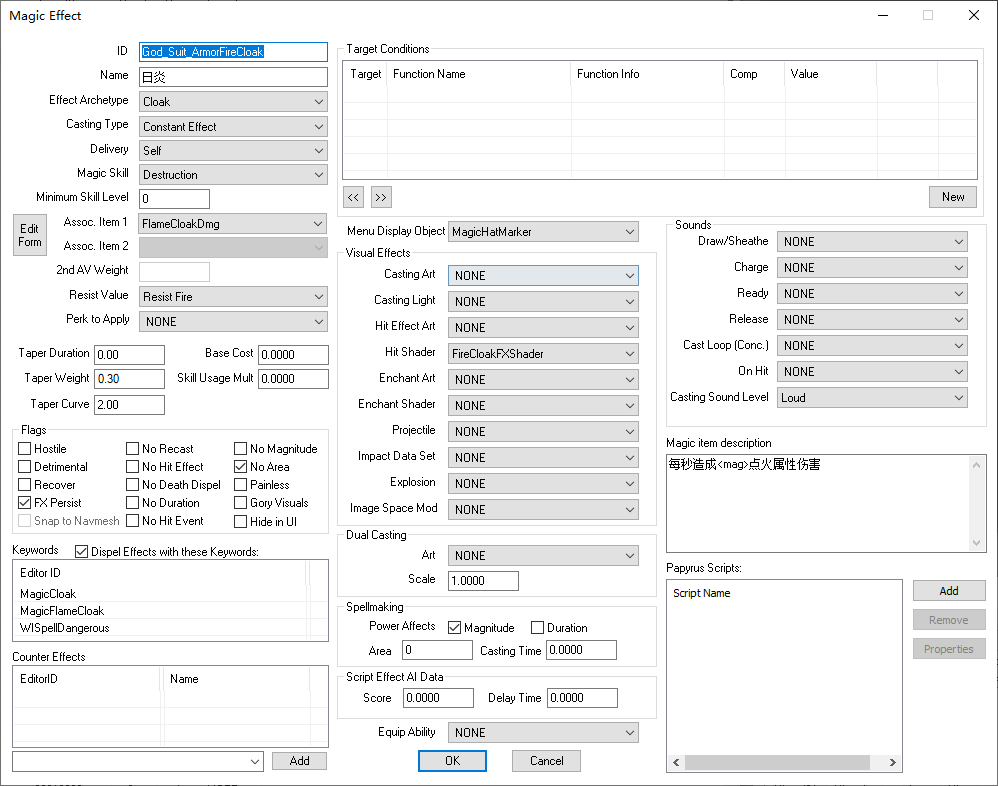 Magic Effect
ID God_Suit_ArmorFireCloak
Name 日炎
Effect Archetype Cloak
Casting Type Constant Effect
Delivery Self
Magic Skill Destruction
Minimum Skill Level 0
Edit Form
Assoc. Item 1 FlameCloakDmg
Assoc. Item 2
2nd AV Weight
Resist Value Resist Fire
Perk to Apply NONE
Taper Duration 0.00 Base Cost 0.0000
Taper Weight 0.30 Skill Usage Mult 0.0000
Taper Curve 2.00
Flags
Hostile No Recast No Magnitude
Detrimental No Hit Effect No Area
Recover No Death Dispel Painless
FX Persist No Duration Gory Visuals
Snap to Navmesh No Hit Event Hide in UI
Keywords Dispel Effects with these Keywords:
Editor ID
MagicCloak
MagicFlameCloak
WISpellDangerous
Counter Effects
EditorID Name
Add
Target Conditions
Target Function Name Function Info Comp Value
<< >> New
Menu Display Object MagicHatMarker
Visual Effects
Casting Art NONE
Casting Light NONE
Hit Effect Art NONE
Hit Shader FireCloakFXShader
Enchant Art NONE
Enchant Shader NONE
Projectile NONE
Impact Data Set NONE
Explosion NONE
Image Space Mod NONE
Dual Casting
Art NONE
Scale 1.0000
Spellmaking
Power Affects Magnitude Duration
Area 0 Casting Time 0.0000
Script Effect AI Data
Score 0.0000 Delay Time 0.0000
Equip Ability NONE
OK Cancel
Sounds
Draw/Sheathe NONE
Charge NONE
Ready NONE
Release NONE
Cast Loop (Conc.) NONE
On Hit NONE
Casting Sound Level Loud
Magic item description
每秒造成<mag>点火属性伤害
Papyrus Scripts:
Script Name
Add
Remove
Properties